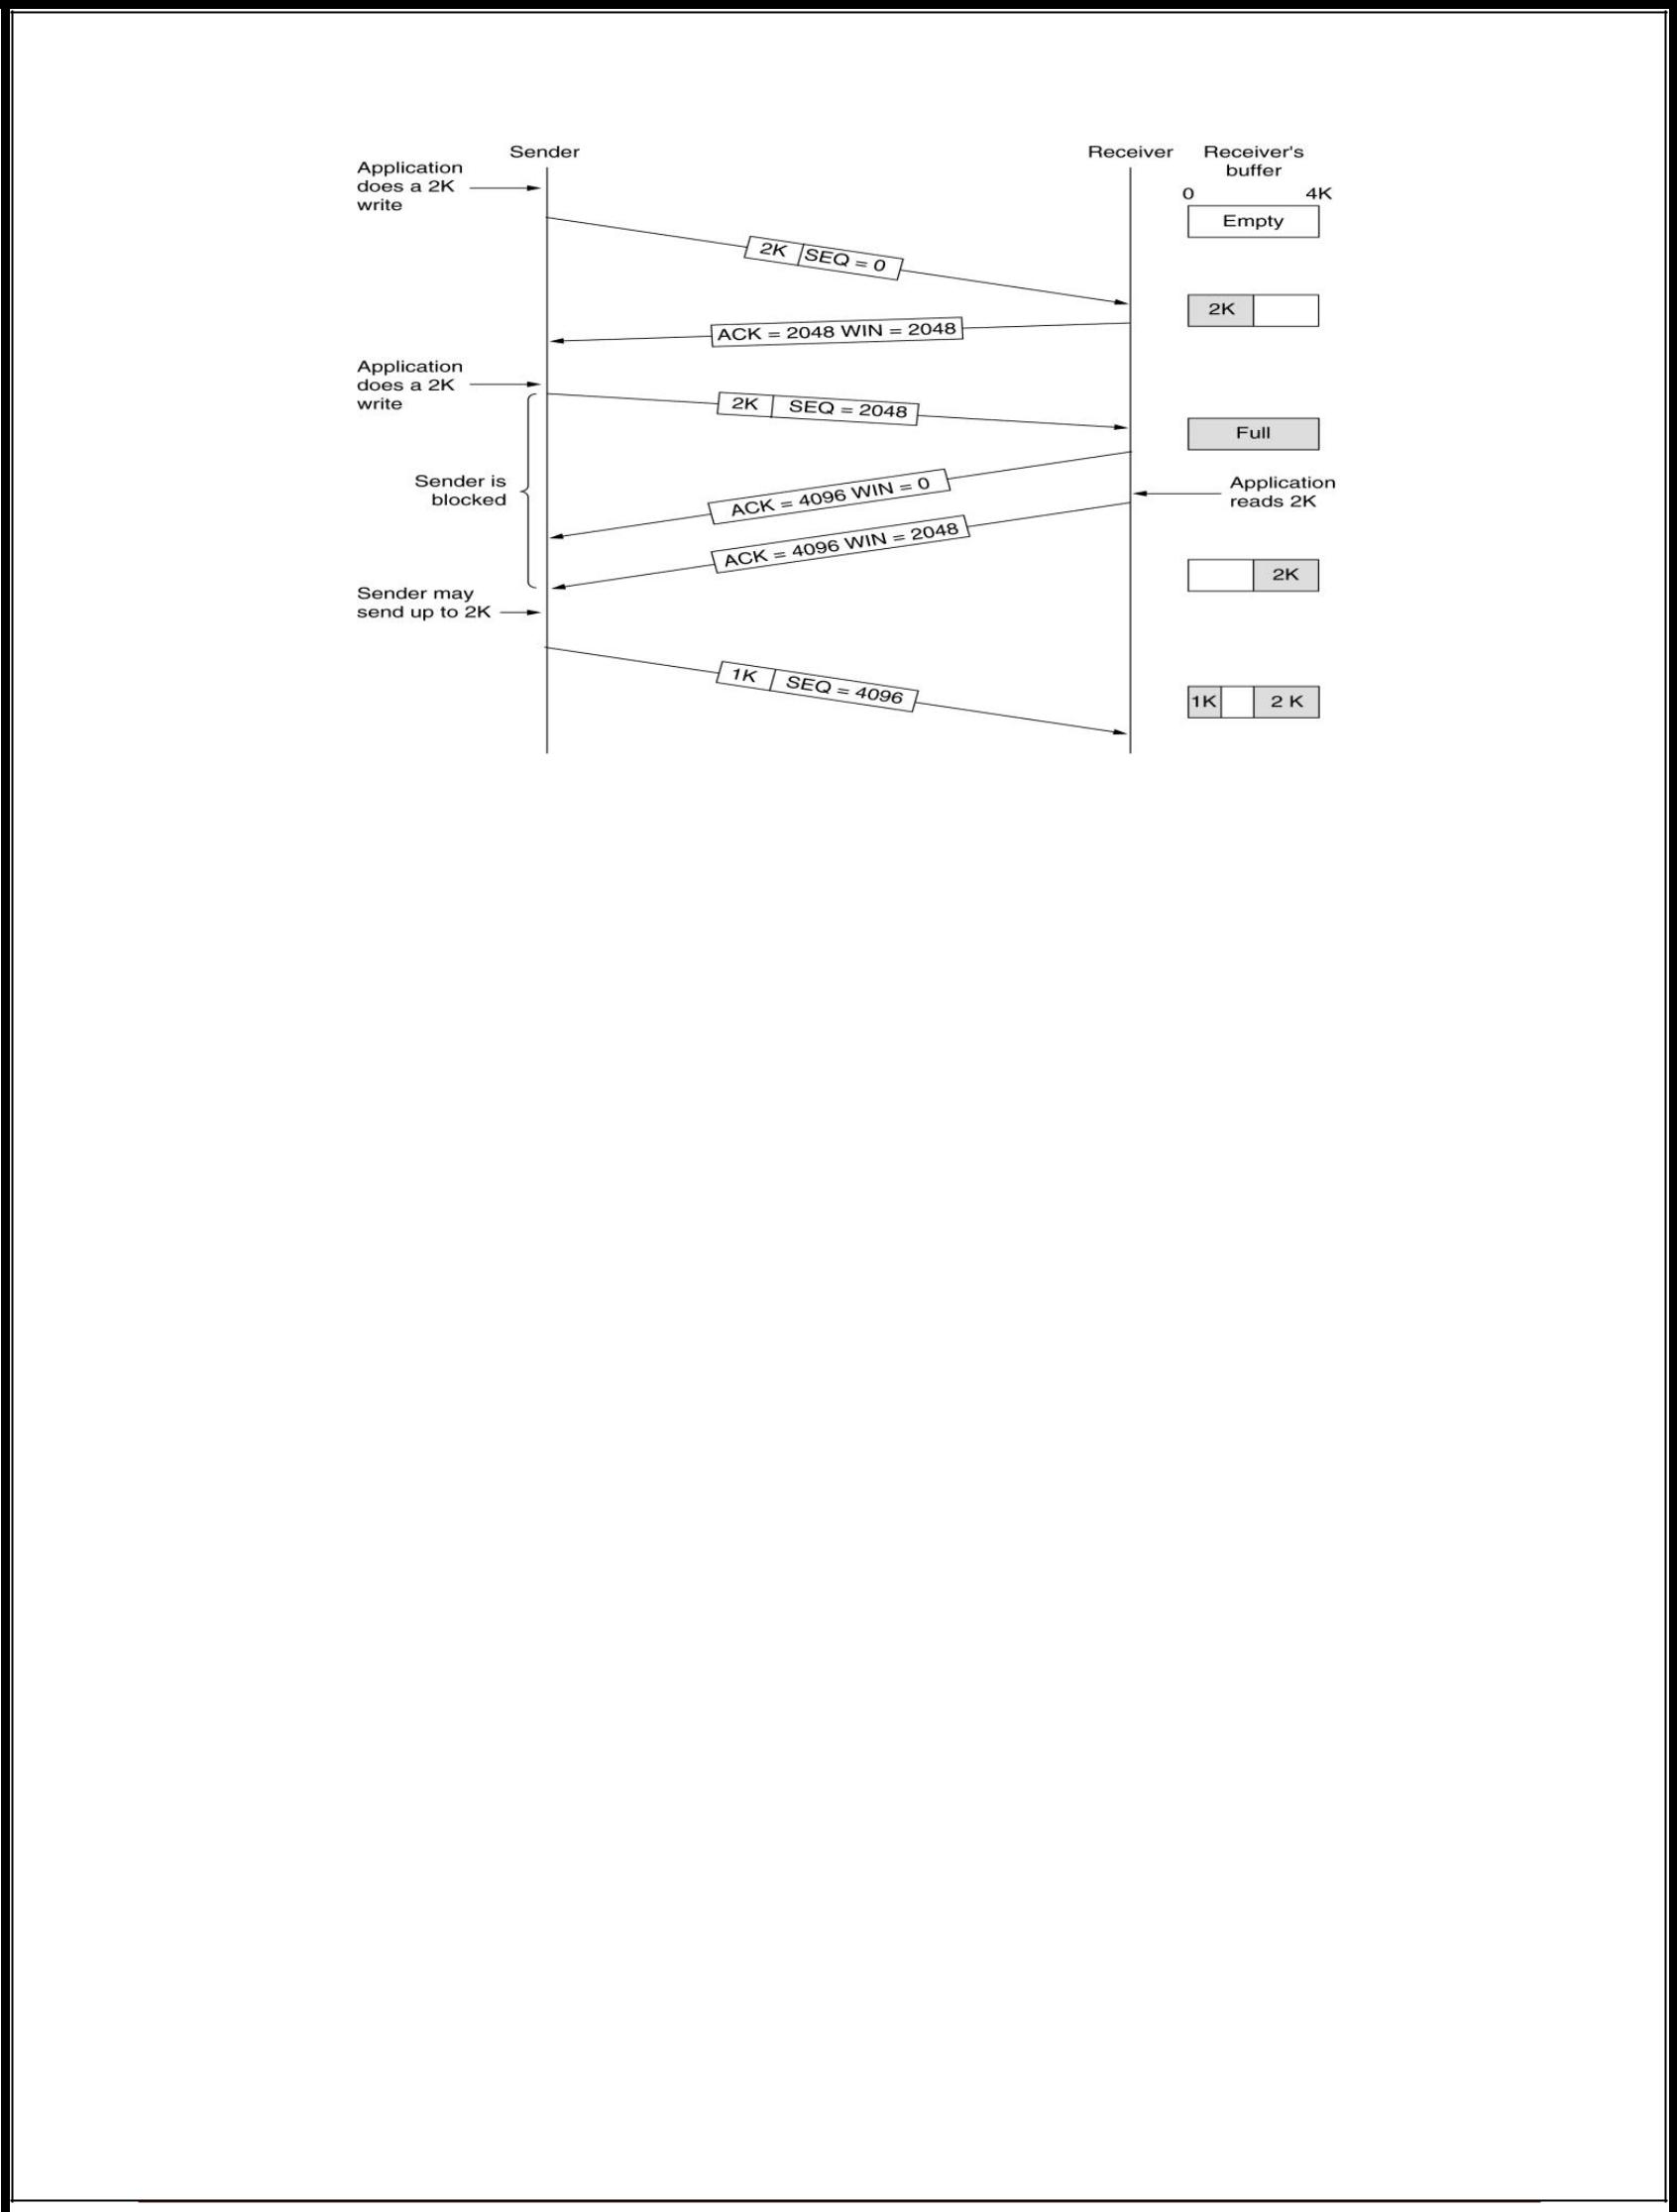 Sender
Receiver
Receiver's
buffer
Application
does a 2K
write
0 4K
Empty
2K SEQ = 0
2K
ACK = 2048 WIN = 2048
Application
does a 2K
write
2K SEQ = 2048
Full
Sender is
blocked
ACK = 4096 WIN = 0
Application
reads 2K
ACK = 4096 WIN = 2048
2K
Sender may
send up to 2K
1K SEQ = 4096
1K 2 K